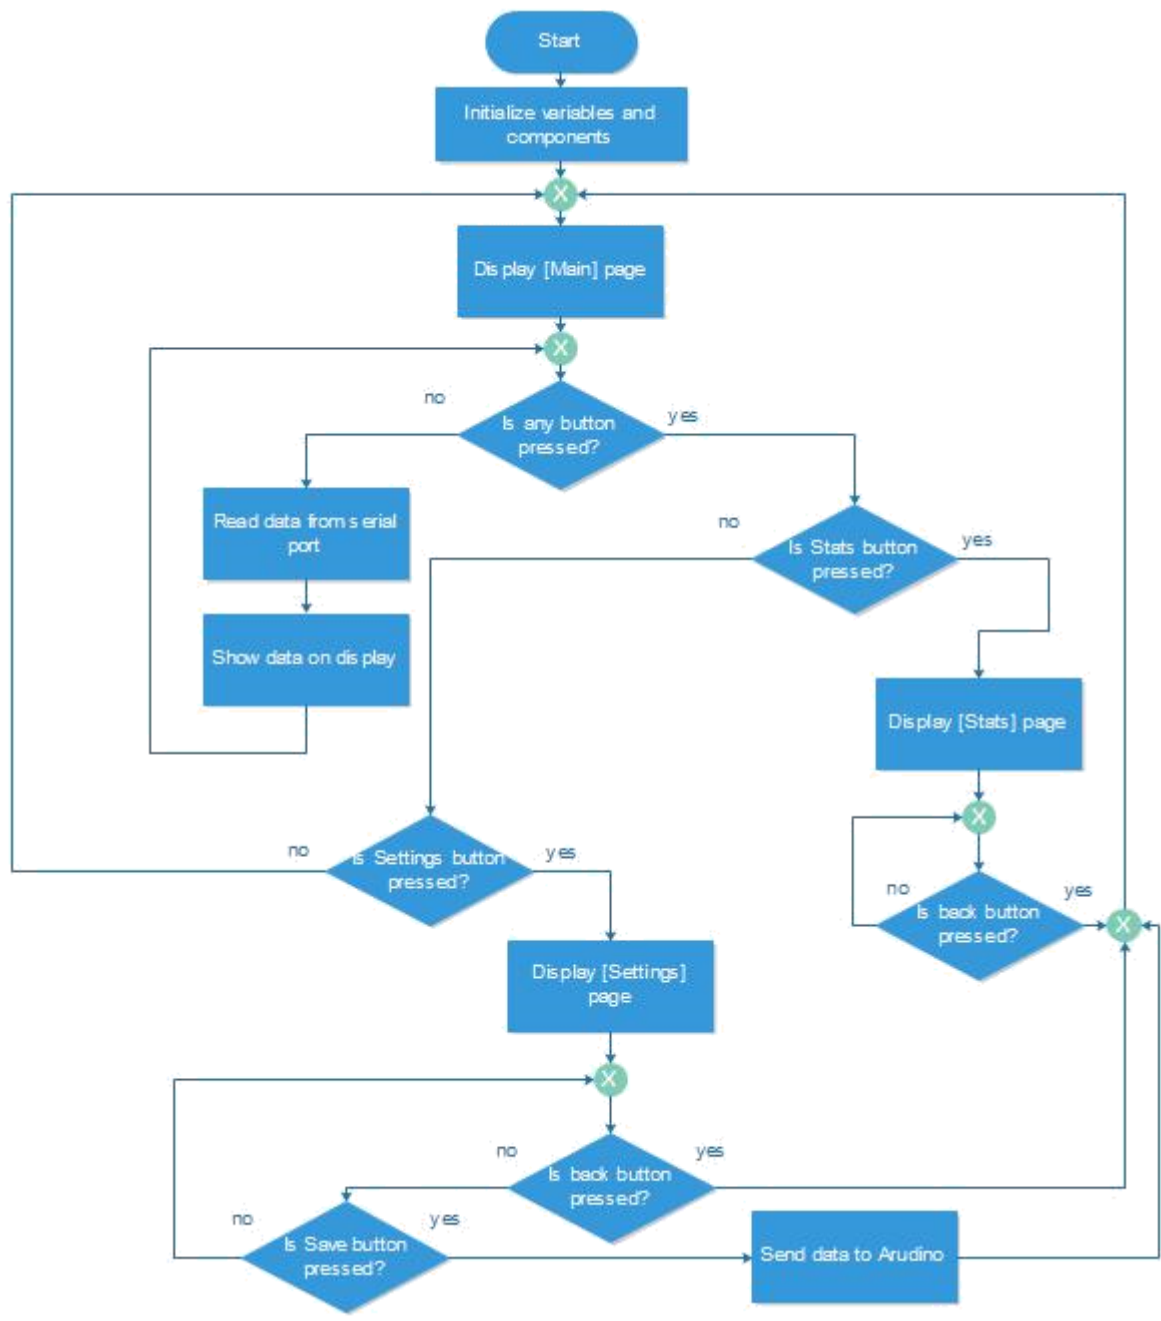 Start
Initialize variables and
components
X
Display [Main] page
X
no
Is any button
pressed?
yes
Read data from serial
port
no
Is Stats button
pressed?
yes
Show data on display
Display [Stats] page
X
no
Is Settings button
pressed?
yes
no
Is back button
pressed?
yes
X
Display [Settings]
page
X
no
Is back button
pressed?
yes
no
Is Save button
pressed?
yes
Send data to Arudino